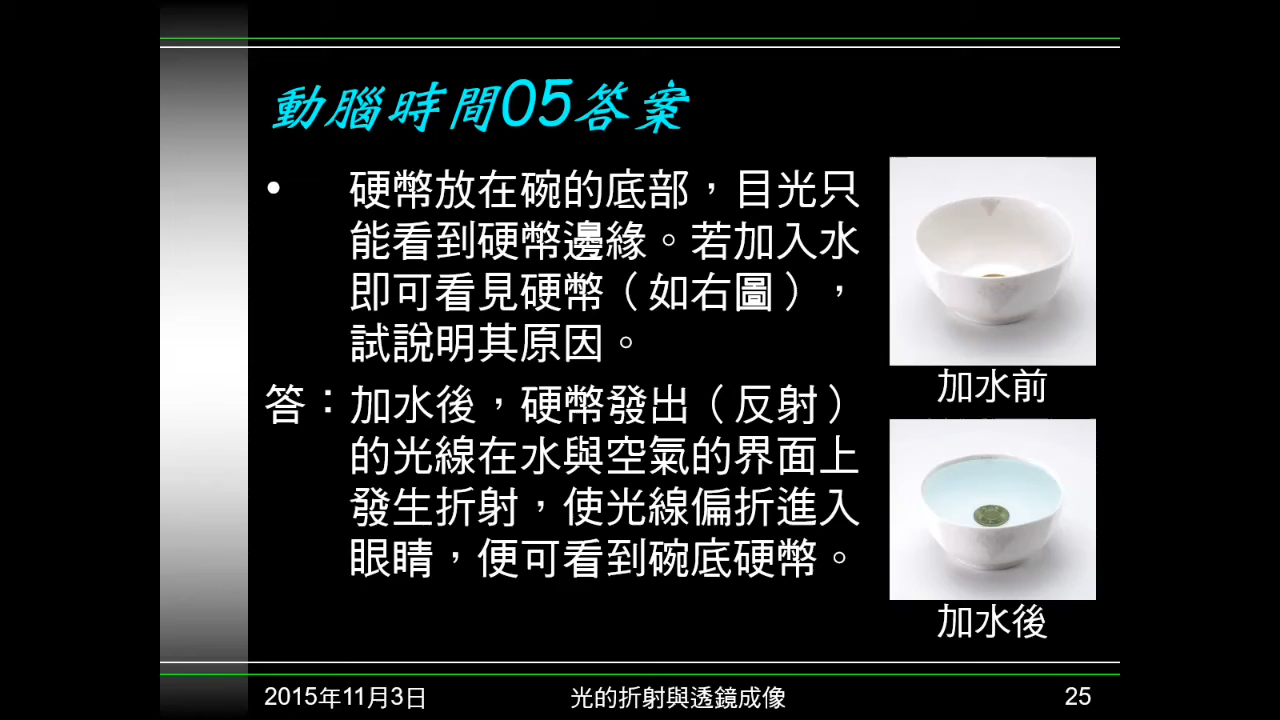 動腦時間05答案
• 硬幣放在碗的底部，目光只
能看到硬幣邊緣。若加入水
即可看見硬幣（如右圖），
試說明其原因。
答：加水後，硬幣發出（反射）
的光線在水與空氣的界面上
發生折射，使光線偏折進入
眼睛，便可看到碗底硬幣。
加水前
加水後
2015年11月3日
光的折射與透鏡成像
25